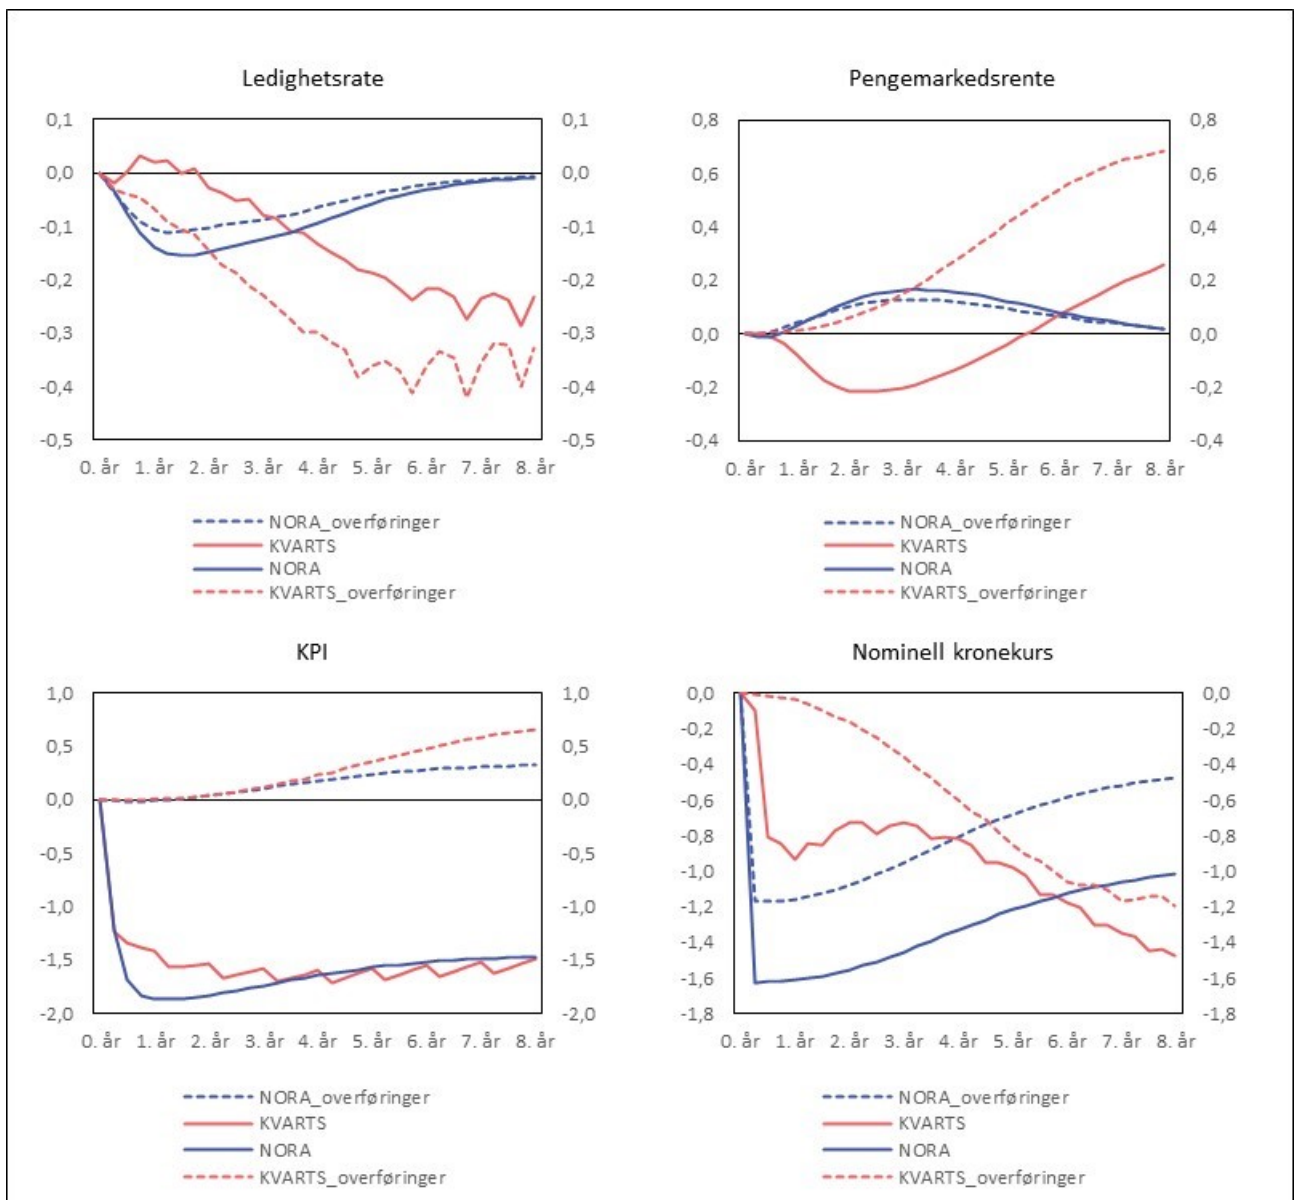 Ledighetsrate
0,1
0,0
-0,1
-0,2
-0,3
-0,4
-0,5
0,1
0,0
-0,1
-0,2
-0,3
-0,4
-0,5
0. år 1. år 2. år 3. år 4. år 5. år 6. år 7. år 8. år
NORA_overføringer
KVARTS
NORA
KVARTS_overføringer
Pengemarkedsrente
0,8
0,6
0,4
0,2
0,0
-0,2
-0,4
0,8
0,6
0,4
0,2
0,0
-0,2
-0,4
0. år 1. år 2. år 3. år 4. år 5. år 6. år 7. år 8. år
NORA_overføringer
KVARTS
NORA
KVARTS_overføringer
KPI
1,0
0,5
0,0
-0,5
-1,0
-1,5
-2,0
1,0
0,5
0,0
-0,5
-1,0
-1,5
-2,0
0. år 1. år 2. år 3. år 4. år 5. år 6. år 7. år 8. år
NORA_overføringer
KVARTS
NORA
KVARTS_overføringer
Nominell kronekurs
0,0
-0,2
-0,4
-0,6
-0,8
-1,0
-1,2
-1,4
-1,6
-1,8
0,0
-0,2
-0,4
-0,6
-0,8
-1,0
-1,2
-1,4
-1,6
-1,8
0. år 1. år 2. år 3. år 4. år 5. år 6. år 7. år 8. år
NORA_overføringer
KVARTS
NORA
KVARTS_overføringer